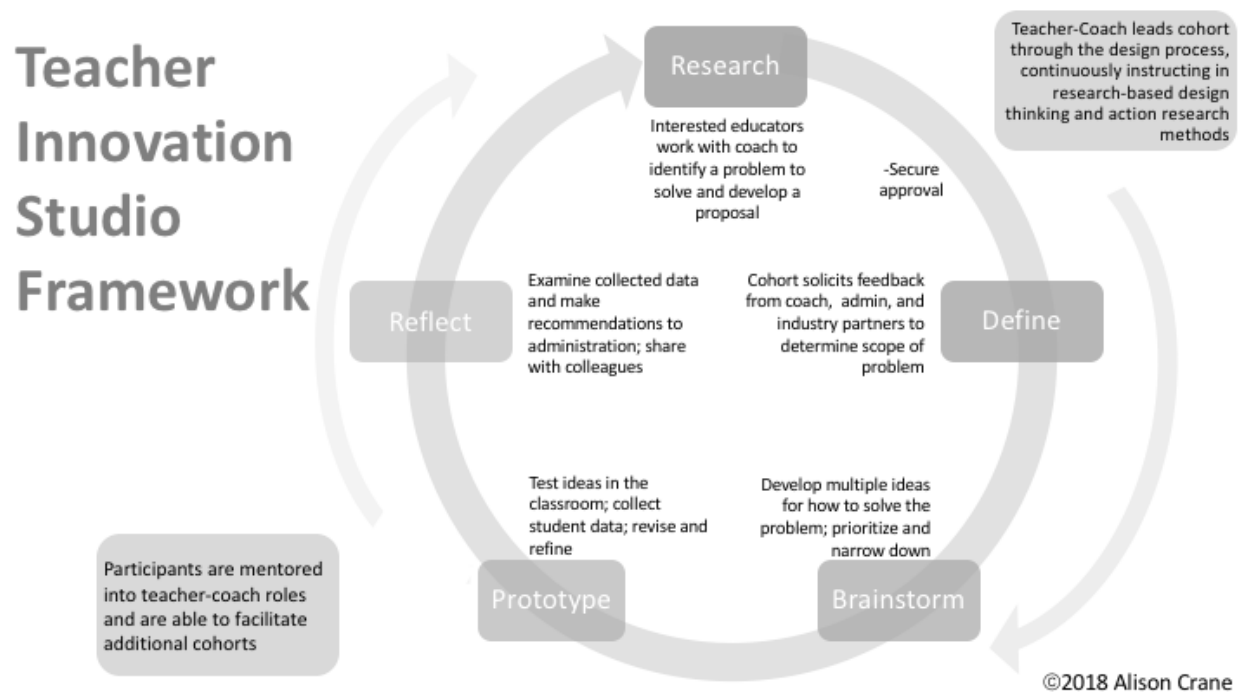 Teacher
Innovation
Studio
Framework
Research
Interested educators
work with coach to
identify a problem to
solve and develop a
proposal
-Secure
approval
Teacher-Coach leads cohort
through the design process,
continuously instructing in
research-based design
thinking and action research
methods
Define
Cohort solicits feedback
from coach, admin, and
industry partners to
determine scope of
problem
Brainstorm
Develop multiple ideas
for how to solve the
problem; prioritize and
narrow down
Prototype
Test ideas in the
classroom; collect
student data; revise and
refine
Reflect
Examine collected data
and make
recommendations to
administration; share
with colleagues
Participants are mentored
into teacher-coach roles
and are able to facilitate
additional cohorts
©2018 Alison Crane